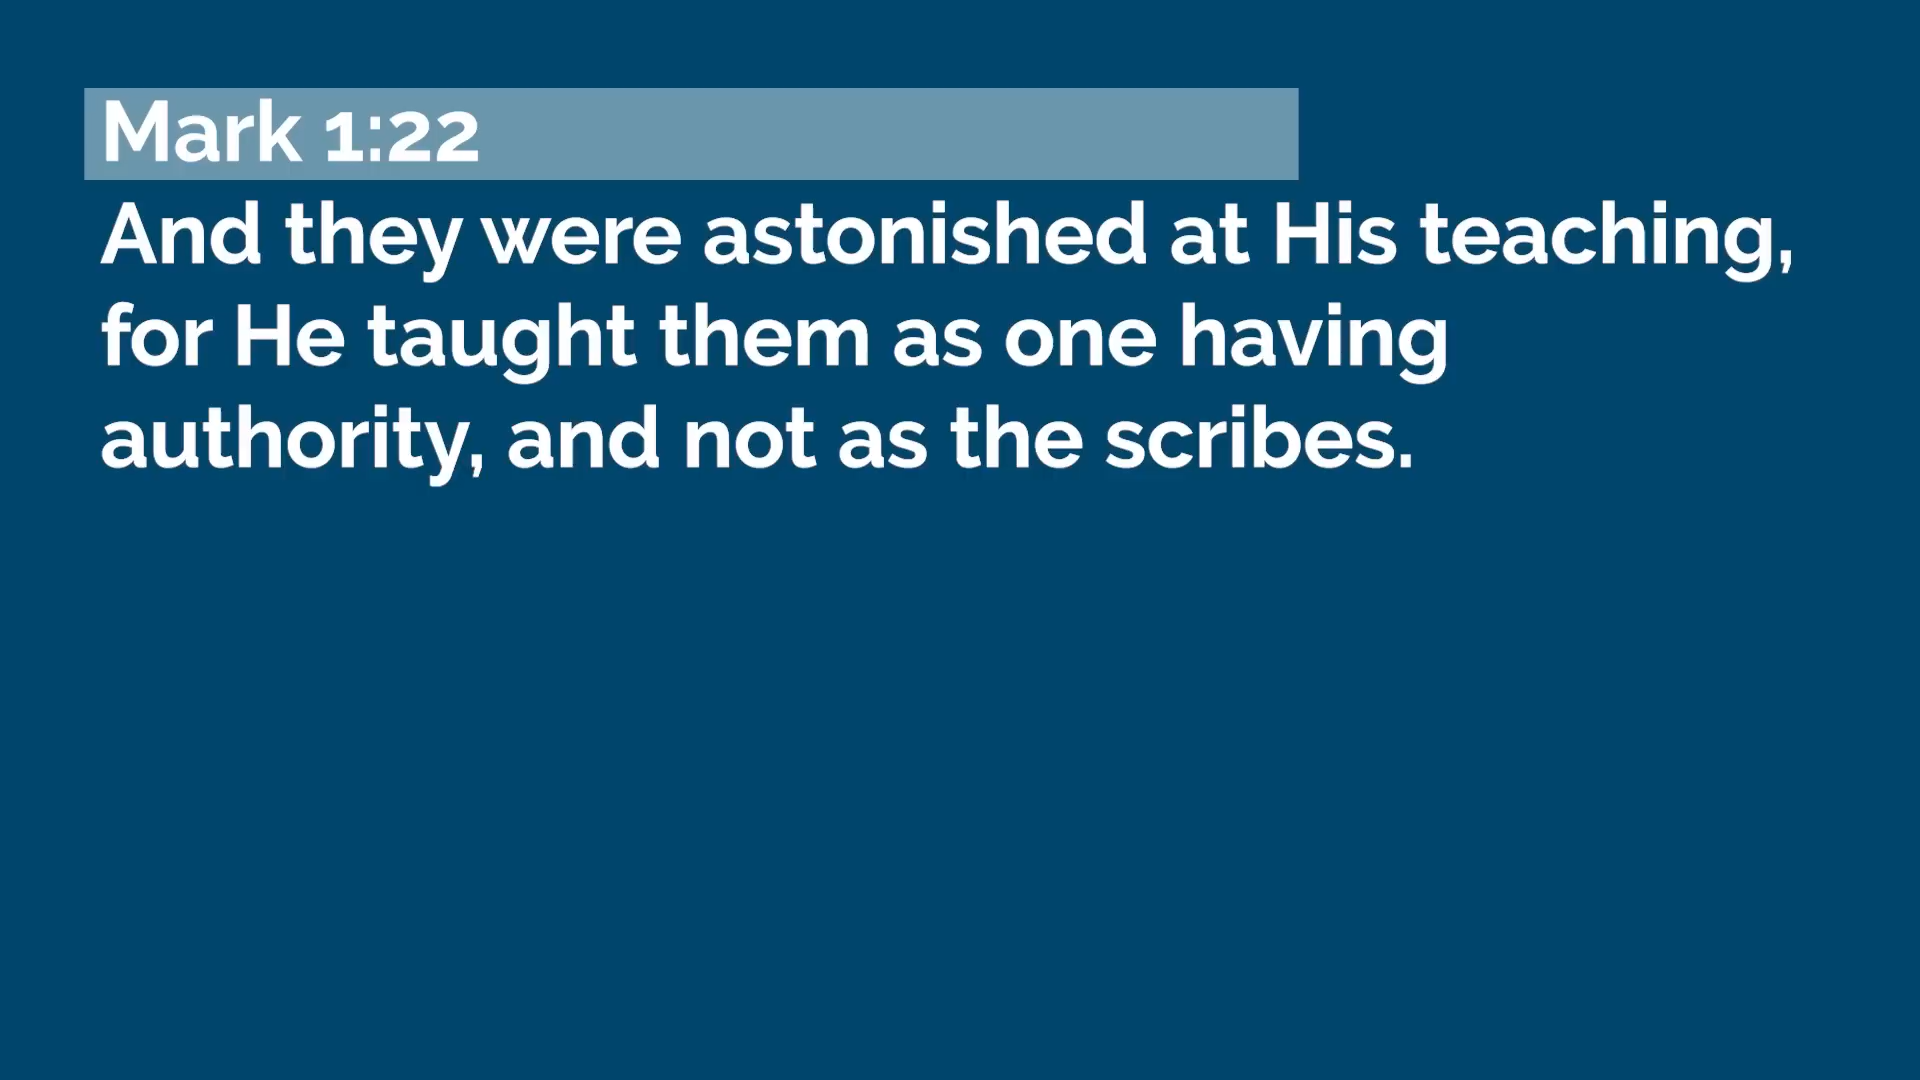 Mark 1:22
And they were astonished at His teaching,
for He taught them as one having
authority, and not as the scribes.